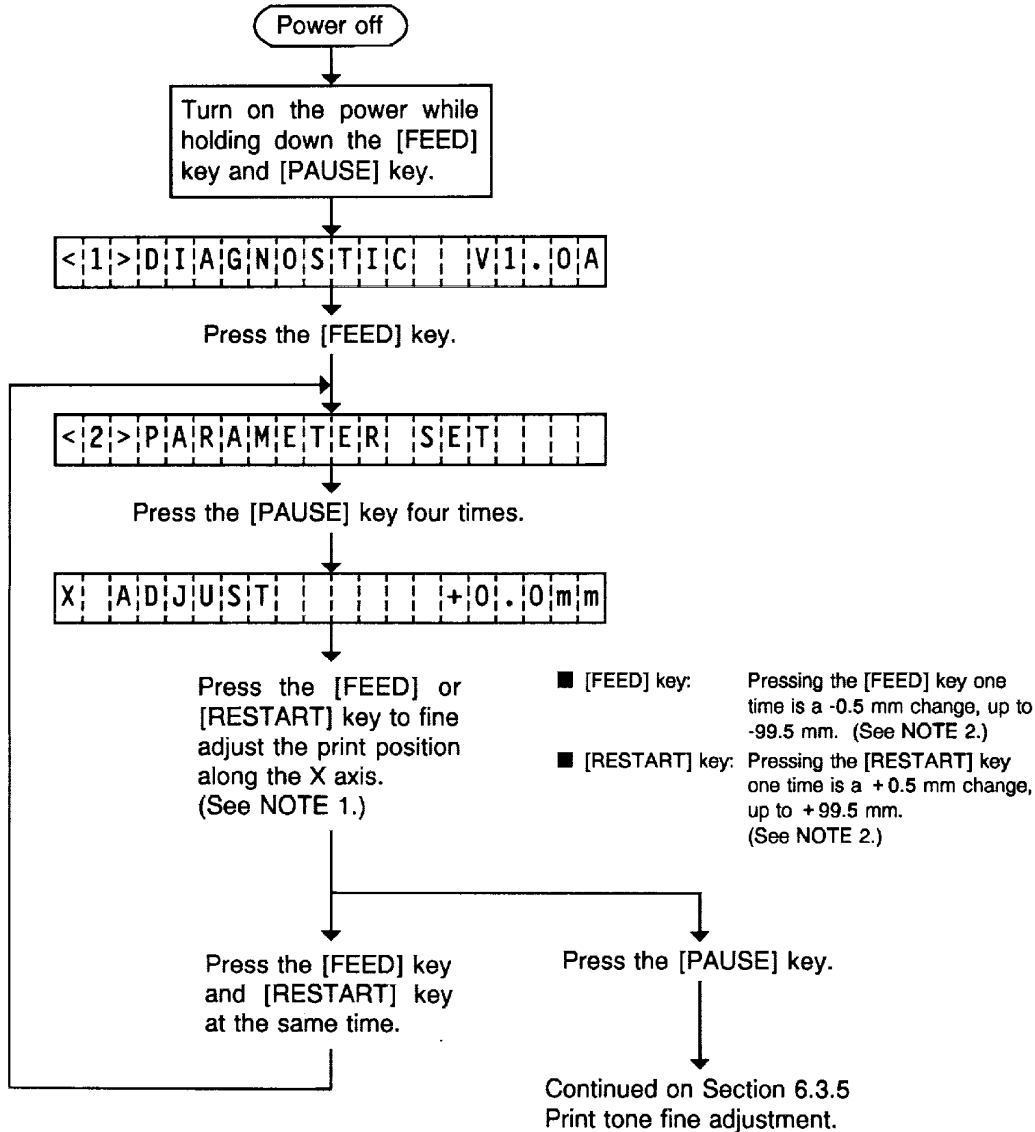 Power off
Turn on the power while
holding down the [FEED]
key and [PAUSE] key.
<1>DIAGNOSTIC V1.0A
Press the [FEED] key.
<2>PARAMETER SET
Press the [PAUSE] key four times.
X ADJUST +0.0mm
Press the [FEED] or
[RESTART] key to fine
adjust the print position
along the X axis.
(See NOTE 1.)
■ [FEED] key: Pressing the [FEED] key one
time is a -0.5 mm change, up to
-99.5 mm. (See NOTE 2.)
■ [RESTART] key: Pressing the [RESTART] key
one time is a +0.5 mm change,
up to +99.5 mm.
(See NOTE 2.)
Press the [FEED] key
and [RESTART] key
at the same time.
Press the [PAUSE] key.
Continued on Section 6.3.5
Print tone fine adjustment.